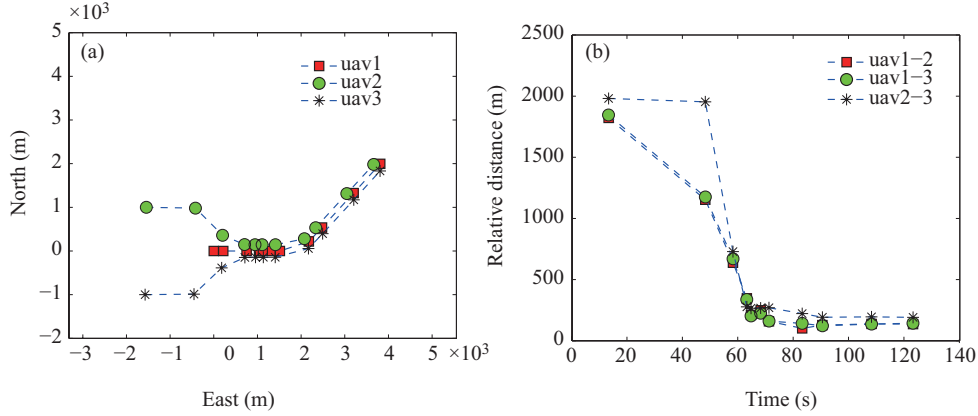 ×10³
5
4
3
2
1
0
−1
−2
North (m)
(a)
uav1
uav2
uav3
−3 −2 −1 0 1 2 3 4 5 ×10³
East (m)
2500
2000
1500
1000
500
0
Relative distance (m)
(b)
uav1−2
uav1−3
uav2−3
0 20 40 60 80 100 120 140
Time (s)